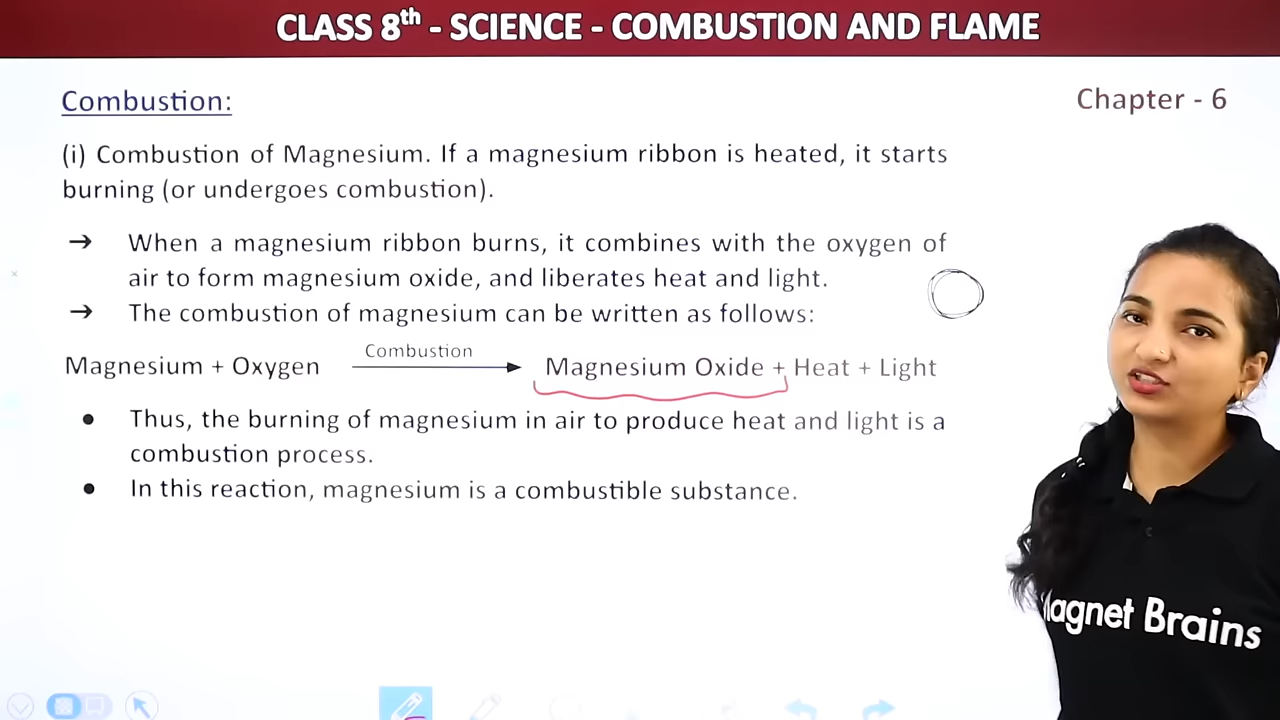 CLASS 8th - SCIENCE - COMBUSTION AND FLAME
Combustion:
Chapter - 6
(i) Combustion of Magnesium. If a magnesium ribbon is heated, it starts
burning (or undergoes combustion).
→ When a magnesium ribbon burns, it combines with the oxygen of
air to form magnesium oxide, and liberates heat and light.
→ The combustion of magnesium can be written as follows:
Magnesium + Oxygen Combustion → Magnesium Oxide + Heat + Light
• Thus, the burning of magnesium in air to produce heat and light is a
combustion process.
• In this reaction, magnesium is a combustible substance.
Magnet Brains